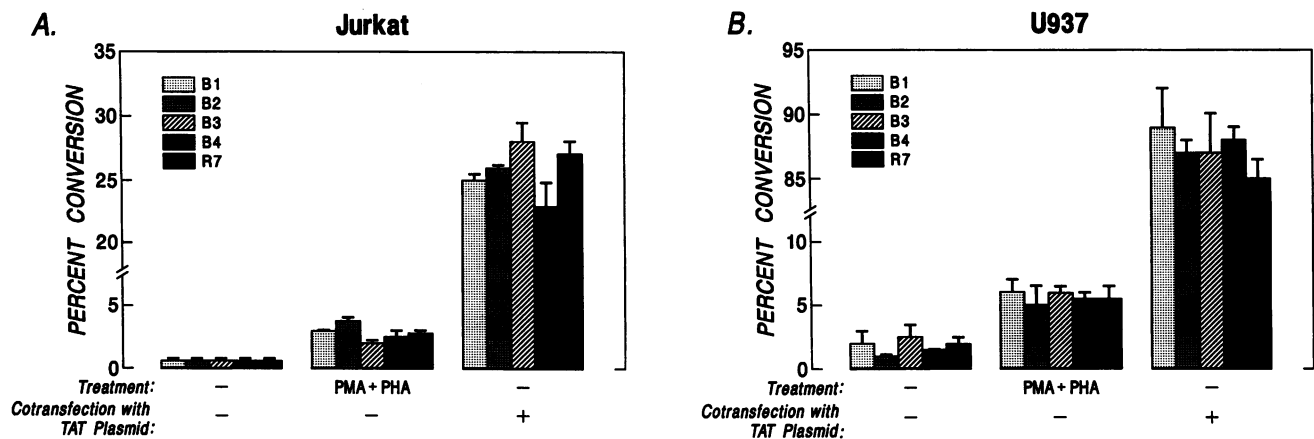 A. Jurkat
PERCENT CONVERSION
35
30
25
20
5
0
B1
B2
B3
B4
R7
Treatment: − PMA + PHA −
Cotransfection with TAT Plasmid: − − +
B. U937
PERCENT CONVERSION
95
90
85
10
5
0
B1
B2
B3
B4
R7
Treatment: − PMA + PHA −
Cotransfection with TAT Plasmid: − − +